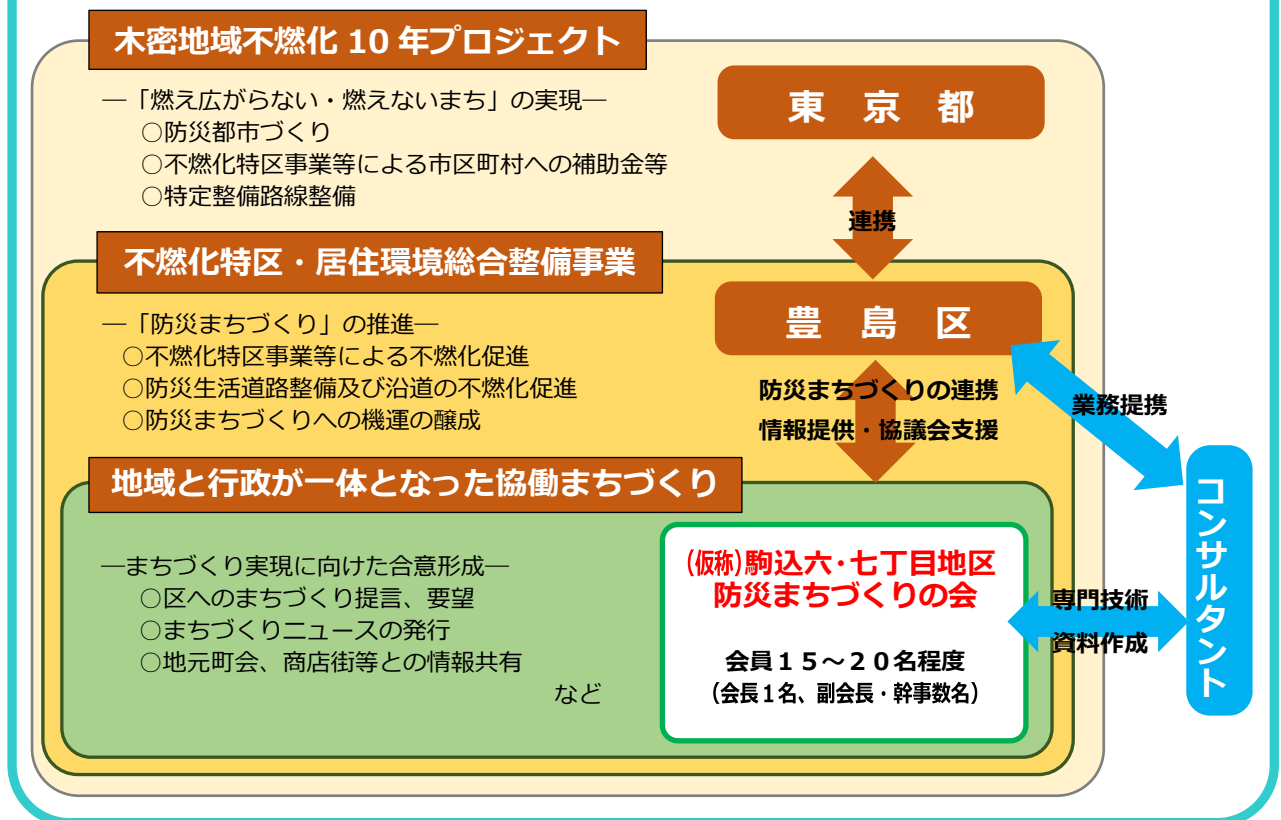 木密地域不燃化 10 年プロジェクト
―「燃え広がらない・燃えないまち」の実現―
○防災都市づくり
○不燃化特区事業等による市区町村への補助金等
○特定整備路線整備
東 京 都
連携
不燃化特区・居住環境総合整備事業
―「防災まちづくり」の推進―
○不燃化特区事業等による不燃化促進
○防災生活道路整備及び沿道の不燃化促進
○防災まちづくりへの機運の醸成
豊 島 区
防災まちづくりの連携
情報提供・協議会支援
業務提携
地域と行政が一体となった協働まちづくり
―まちづくり実現に向けた合意形成―
○区へのまちづくり提言、要望
○まちづくりニュースの発行
○地元町会、商店街等との情報共有
など
(仮称)駒込六・七丁目地区
防災まちづくりの会
会員１５～２０名程度
（会長１名、副会長・幹事数名）
専門技術
資料作成
コンサルタント